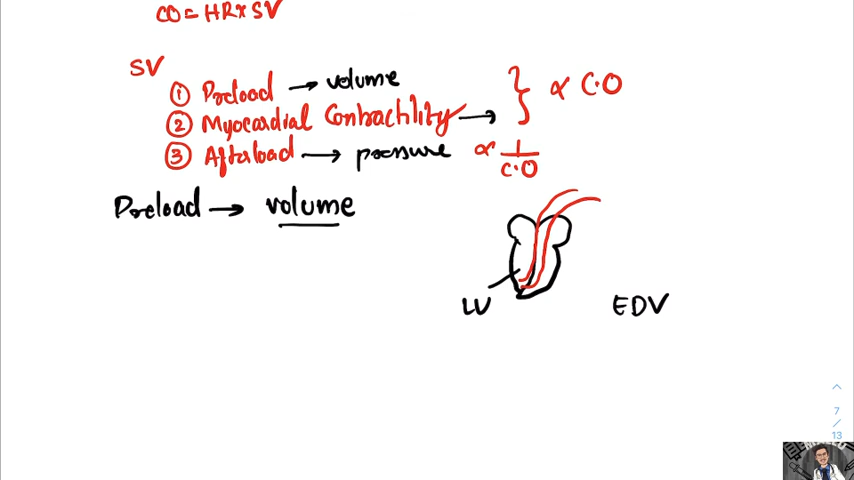 CO = HR x SV
SV
① Preload → volume
② Myocardial Contractility → } ∝ C.O
③ Afterload → pressure ∝ 1/C.O
Preload → volume
LV
EDV
7
/
13